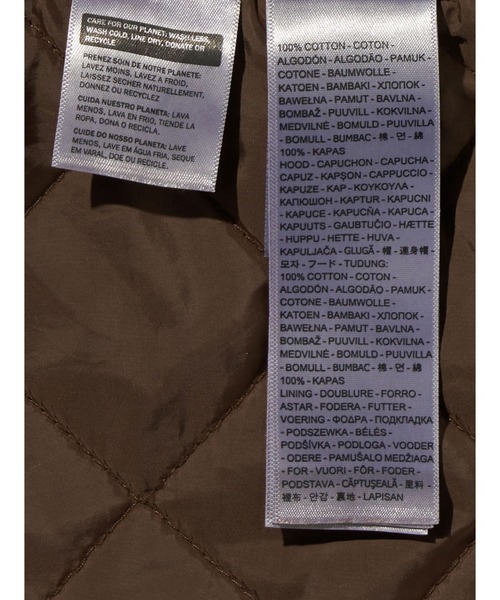 CARE FOR OUR PLANET: WASH LESS,
WASH COLD, LINE DRY, DONATE OR
RECYCLE
PRENEZ SOIN DE NOTRE PLANETE:
LAVEZ MOINS, LAVEZ A FROID,
LAISSEZ SECHER NATURELLEMENT,
DONNEZ OU RECYCLEZ
CUIDA NUESTRO PLANETA: LAVA
MENOS, LAVA EN FRIO, TIENDE LA
ROPA, DONA O RECICLA.
CUIDE DO NOSSO PLANETA: LAVE
MENOS, LAVE EM ÁGUA FRIA, SEQUE
EM VARAL, DOE OU RECICLE.
100% COTTON - COTON -
ALGODÓN - ALGODÃO - PAMUK -
COTONE - BAUMWOLLE -
KATOEN - BAMBAKI - ХЛОПОК -
BAWEŁNA - PAMUT - BAVLNA -
BOMBAŽ - PUUVILL - KOKVILNA -
MEDVILNĖ - BOMULD - PUUVILLA
- BOMULL - BUMBAC - 棉 - 면 - 綿
100% - KAPAS
HOOD - CAPUCHON - CAPUCHA -
CAPUZ - KAPŞON - CAPPUCCIO -
KAPUZE - KAP - ΚΟΥΚΟΥΛΑ -
КАПЮШОН - KAPTUR - KAPUCNI
- KAPUCE - KAPUCŇA - KAPUCA -
KAPUUTS - GAUBTUVIO - HÆTTE
- HUPPU - HETTE - HUVA -
KAPULJAČA - GLUGĂ - 帽 - 連身帽 -
모자 - フード - TUDUNG:
100% COTTON - COTON -
ALGODÓN - ALGODÃO - PAMUK -
COTONE - BAUMWOLLE -
KATOEN - BAMBAKI - ХЛОПОК -
BAWEŁNA - PAMUT - BAVLNA -
BOMBAŽ - PUUVILL - KOKVILNA -
MEDVILNĖ - BOMULD - PUUVILLA
- BOMULL - BUMBAC - 棉 - 면 - 綿
100% - KAPAS
LINING - DOUBLURE - FORRO -
ASTAR - FODERA - FUTTER -
VOERING - ΦΟΔΡΑ - ПОДКЛАДКА
- PODSZEWKA - BÉLÉS -
PODŠÍVKA - PODLOGA - VOODER
- ODERE - PAMUŠALO MEDŽIAGA
- FOR - VUORI - FÔR - FODER -
PODSTAVA - CĂPTUŞEALĂ - 里料 -
裡布 - 안감 - 裏地 - LAPISAN